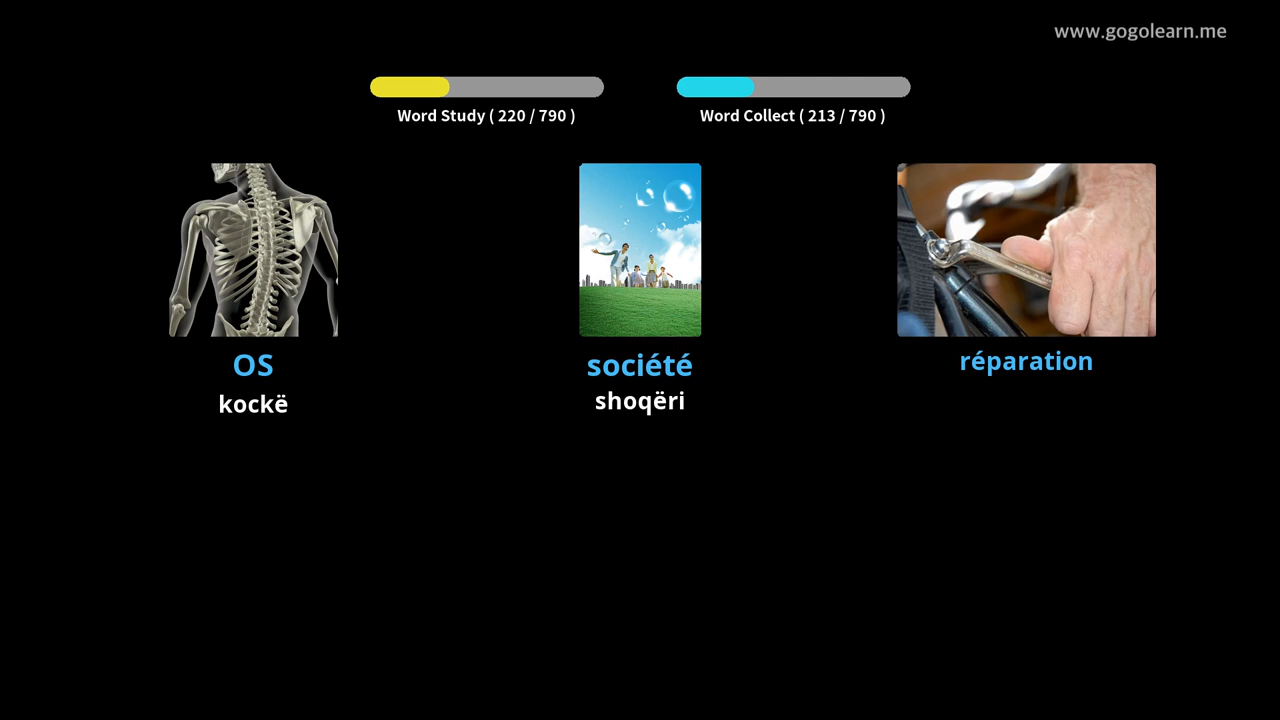 www.gogolearn.me
Word Study ( 220 / 790 )
Word Collect ( 213 / 790 )
os
kockë
société
shoqëri
réparation